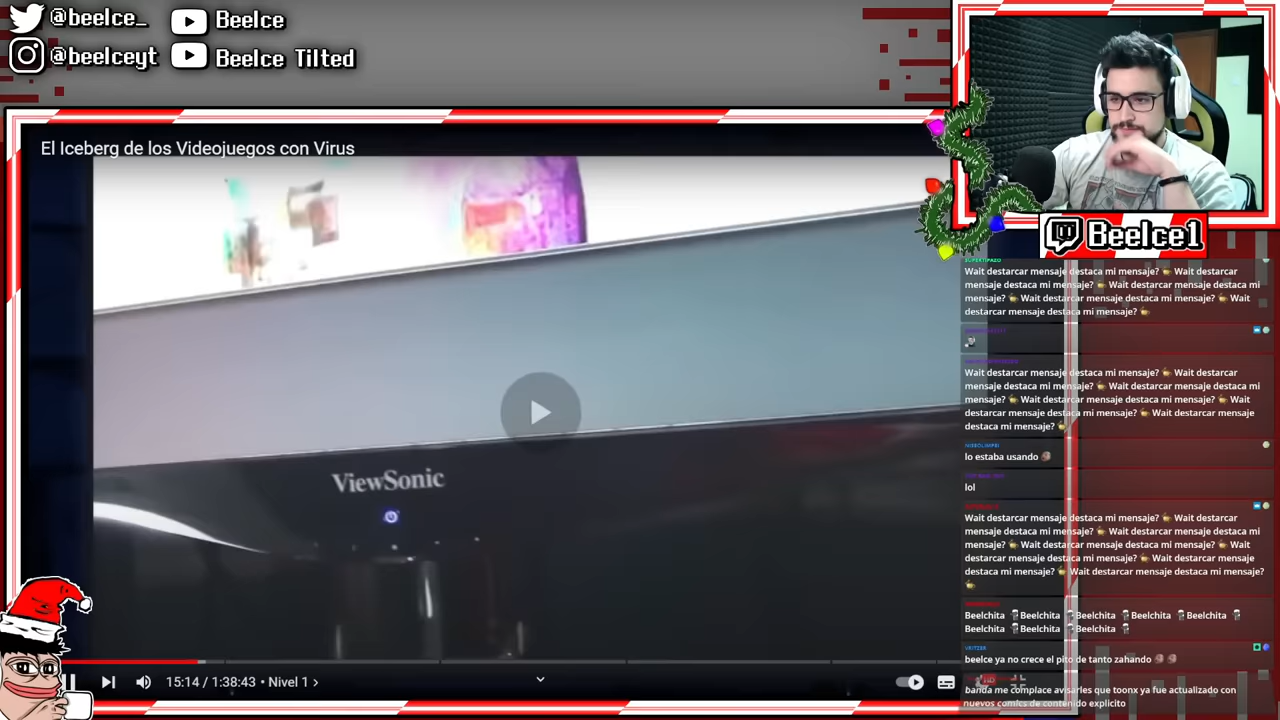 @beelce_
Beelce
@beelceyt
Beelce Tilted
El Iceberg de los Videojuegos con Virus
ViewSonic
15:14 / 1:38:43 • Nivel 1 ›
Beelce1
Wait destarcar mensaje destaca mi mensaje? Wait destarcar
mensaje destaca mi mensaje? Wait destarcar mensaje destaca mi
mensaje? Wait destarcar mensaje destaca mi mensaje? Wait
destarcar mensaje destaca mi mensaje?
Wait destarcar mensaje destaca mi mensaje? Wait destarcar
mensaje destaca mi mensaje? Wait destarcar mensaje destaca mi
mensaje? Wait destarcar mensaje destaca mi mensaje? Wait
destarcar mensaje destaca mi mensaje? Wait destarcar mensaje
destaca mi mensaje?
lo estaba usando
lol
Wait destarcar mensaje destaca mi mensaje? Wait destarcar
mensaje destaca mi mensaje? Wait destarcar mensaje destaca mi
mensaje? Wait destarcar mensaje destaca mi mensaje? Wait
destarcar mensaje destaca mi mensaje? Wait destarcar mensaje
destaca mi mensaje? Wait destarcar mensaje destaca mi mensaje?
Beelchita Beelchita Beelchita Beelchita Beelchita
Beelchita Beelchita Beelchita
beelce ya no crece el pito de tanto zahando
banda me complace avisarles que toonx ya fue actualizado con
nuevos comics de contenido explicito